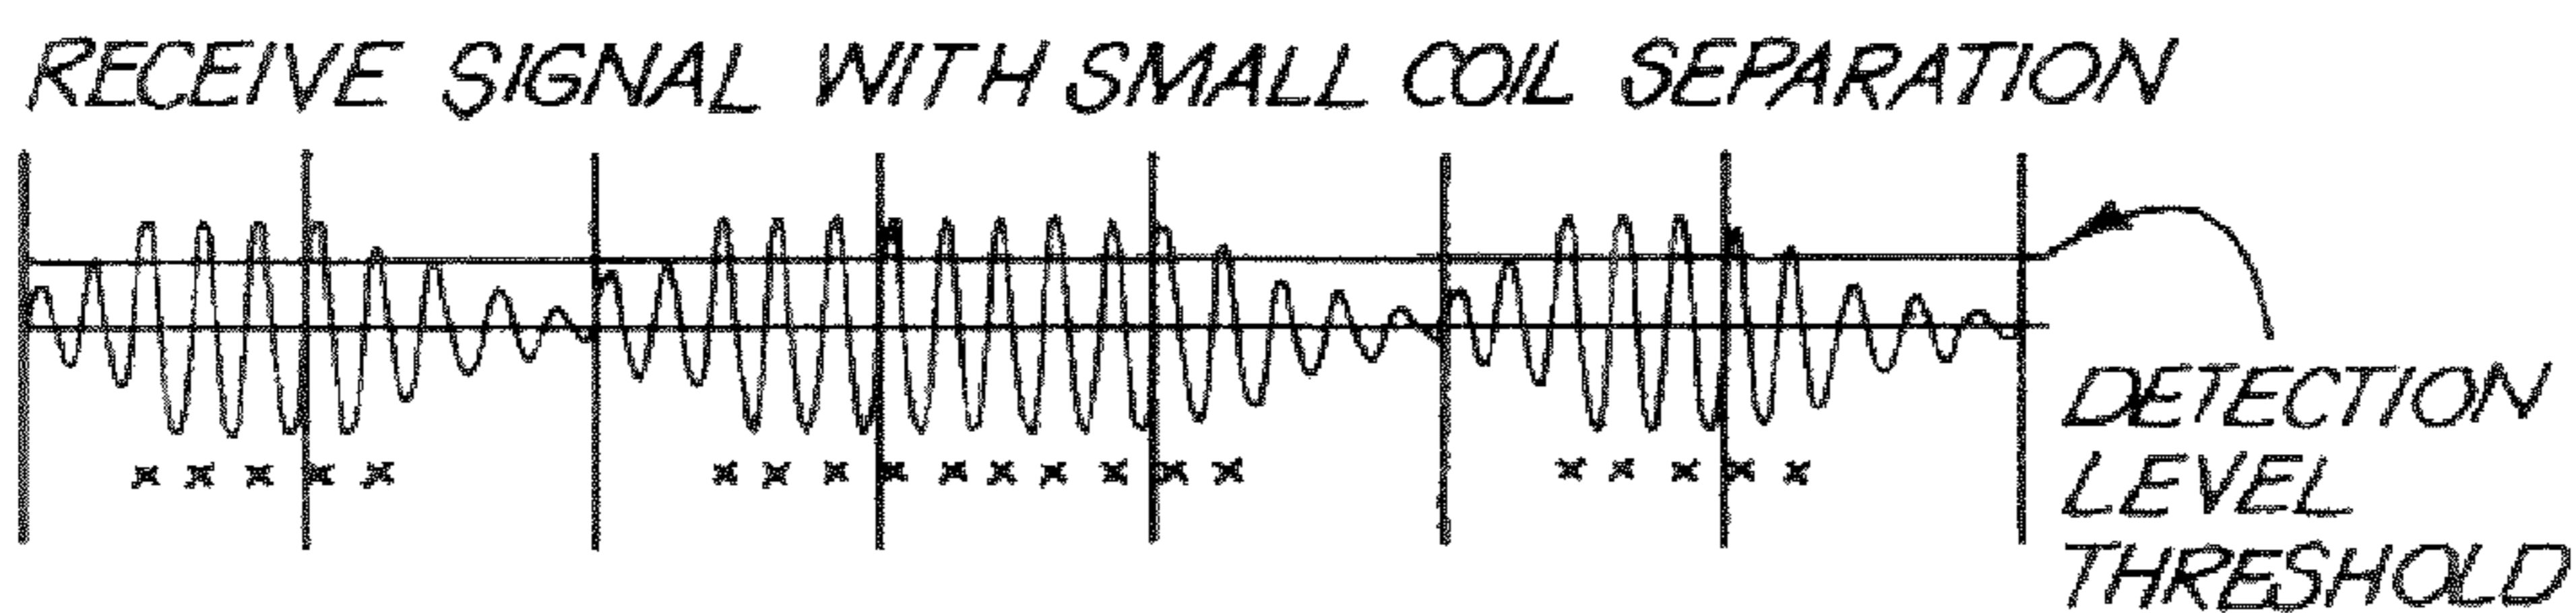 RECEIVE SIGNAL WITH SMALL COIL SEPARATION
x x x x x x x x x x x x x x x x x x x x
DETECTION
LEVEL
THRESHOLD